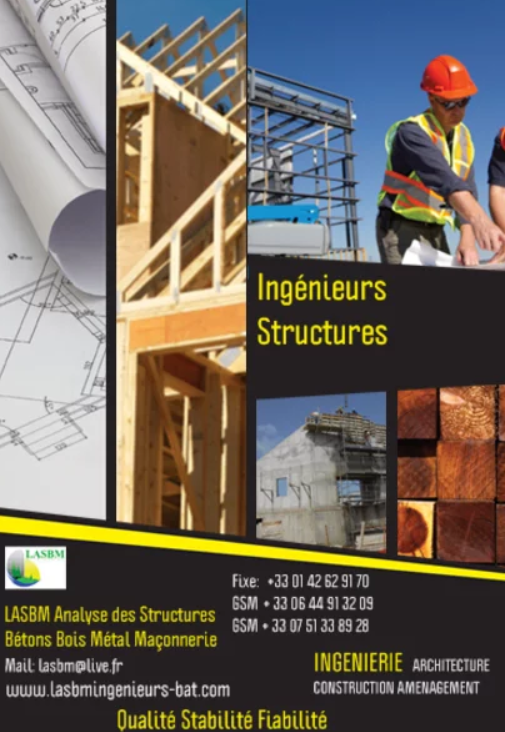 Ingénieurs
Structures
LASBM
Fixe: +33 01 42 62 91 70
GSM + 33 06 44 91 32 09
GSM + 33 07 51 33 89 28
LASBM Analyse des Structures
Bétons Bois Métal Maçonnerie
Mail: lasbm@live.fr
www.lasbmingenieurs-bat.com
INGENIERIE ARCHITECTURE
CONSTRUCTION AMENAGEMENT
Qualité Stabilité Fiabilité